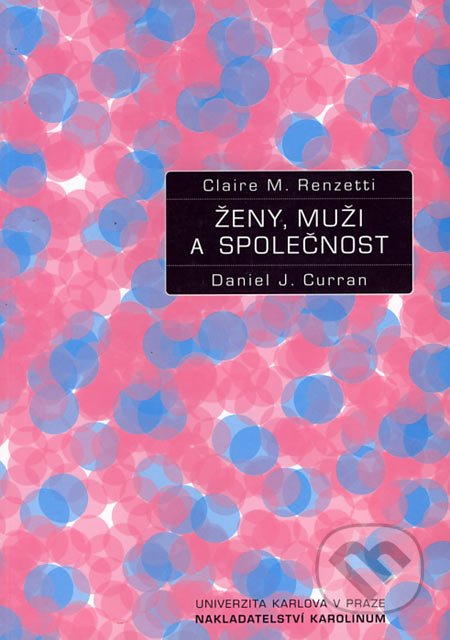 Claire M. Renzetti
ŽENY, MUŽI
A SPOLEČNOST
Daniel J. Curran
UNIVERZITA KARLOVA V PRAZE
NAKLADATELSTVÍ KAROLINUM
m